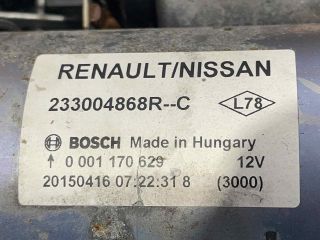 RENAULT/NISSAN
233004868R--C L78
BOSCH Made in Hungary
↑ 0 001 170 629 12V
20150416 07:22:31 8 (3000)